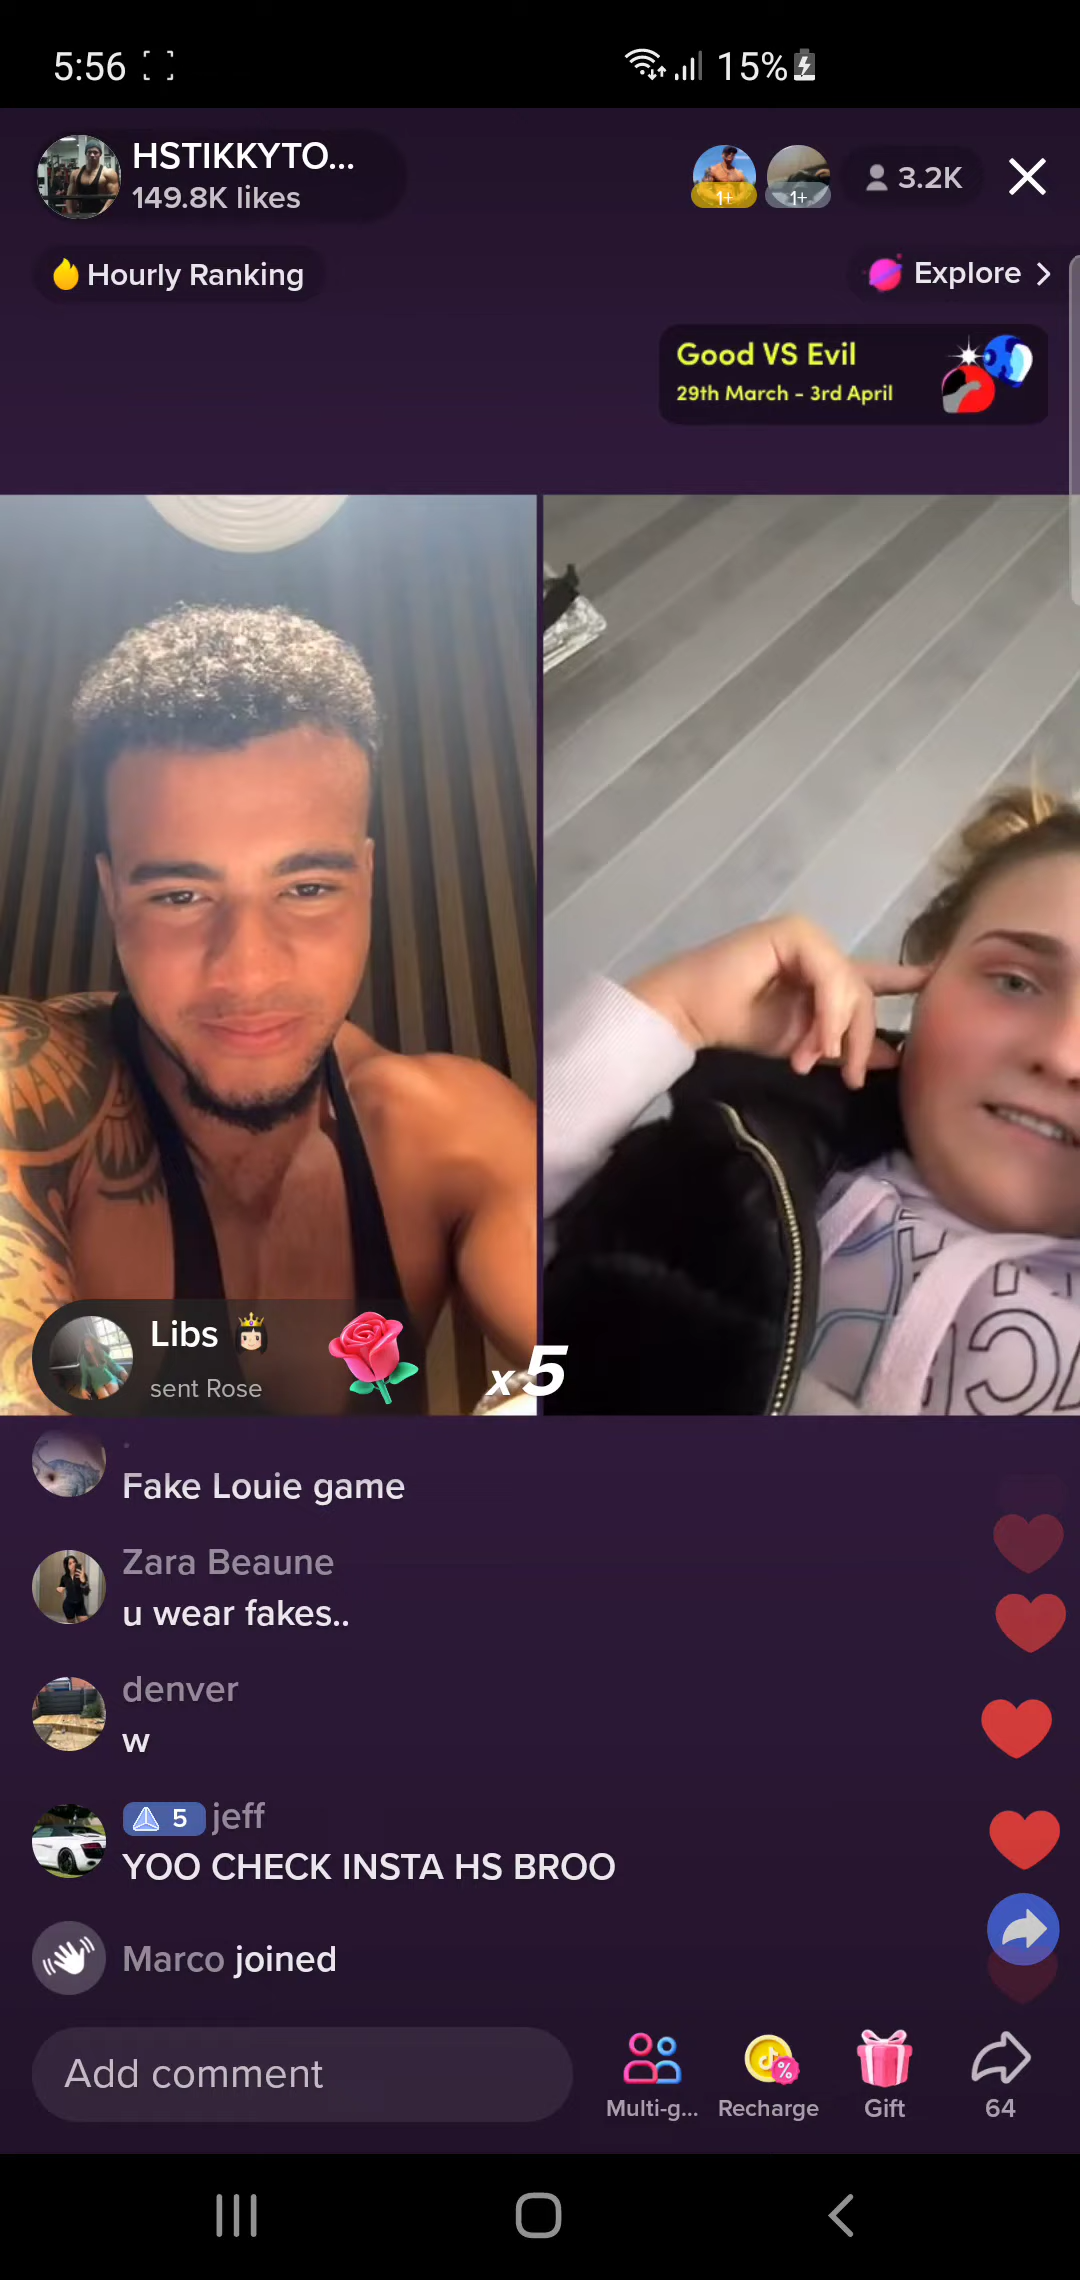 5:56
15%
HSTIKKYTO...
149.8K likes
1+
1+
3.2K
Hourly Ranking
Explore
Good VS Evil
29th March - 3rd April
Libs
sent Rose
x5
Fake Louie game
Zara Beaune
u wear fakes..
denver
w
5 jeff
YOO CHECK INSTA HS BROO
Marco joined
Add comment
Multi-g...
Recharge
Gift
64